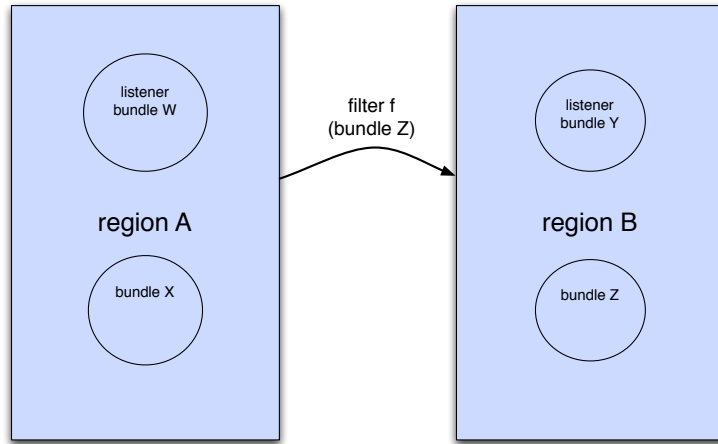 listener
bundle W
region A
bundle X
filter f
(bundle Z)
listener
bundle Y
region B
bundle Z